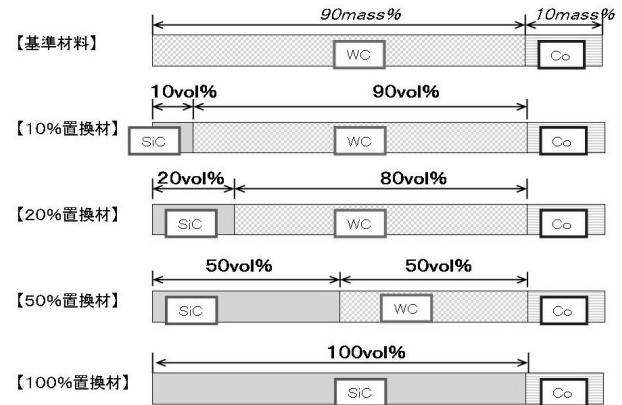 90mass% 10mass%
【基準材料】 WC Co
10vol% 90vol%
【10%置換材】 SiC WC Co
20vol% 80vol%
【20%置換材】 SiC WC Co
50vol% 50vol%
【50%置換材】 SiC WC Co
100vol%
【100%置換材】 SiC Co